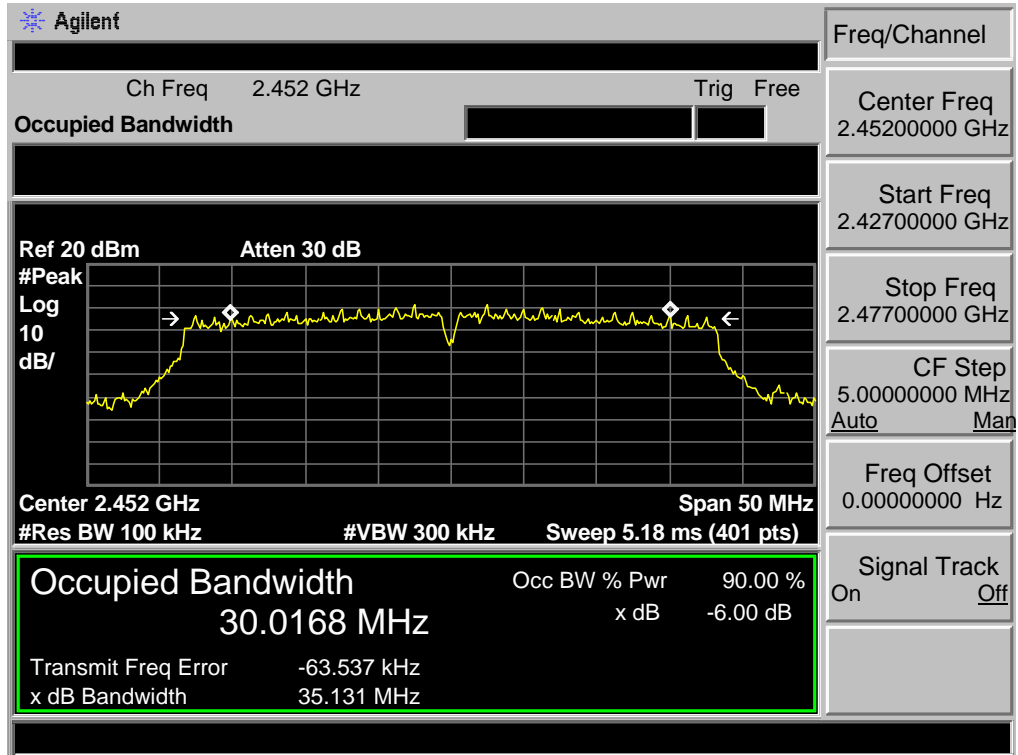 Agilent
Freq/Channel
Ch Freq 2.452 GHz Trig Free
Occupied Bandwidth
Center Freq
2.45200000 GHz
Start Freq
2.42700000 GHz
Stop Freq
2.47700000 GHz
CF Step
5.00000000 MHz
Auto Man
Freq Offset
0.00000000 Hz
Signal Track
On Off
Ref 20 dBm Atten 30 dB
#Peak
Log
10
dB/
Center 2.452 GHz Span 50 MHz
#Res BW 100 kHz #VBW 300 kHz Sweep 5.18 ms (401 pts)
Occupied Bandwidth Occ BW % Pwr 90.00 %
30.0168 MHz x dB -6.00 dB
Transmit Freq Error -63.537 kHz
x dB Bandwidth 35.131 MHz